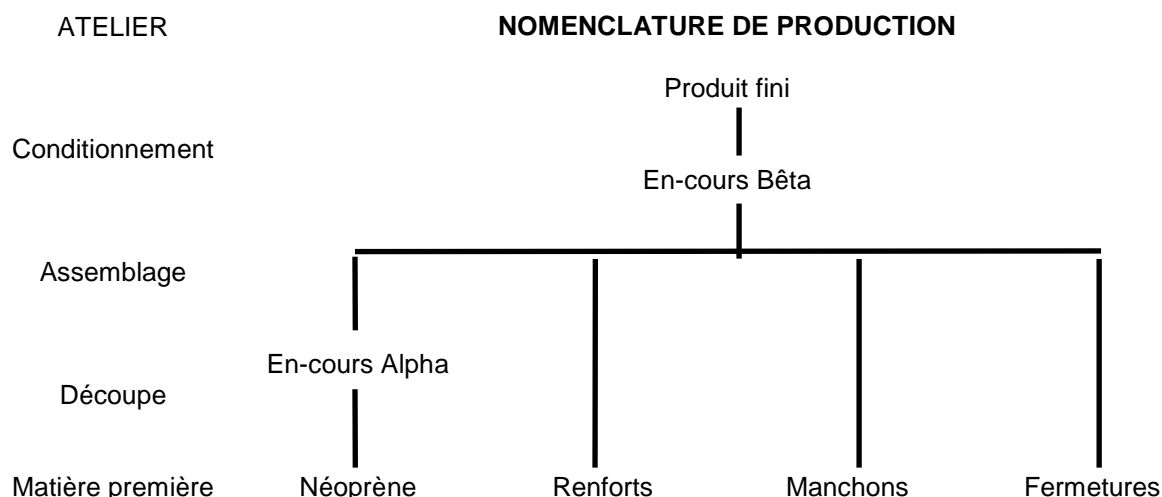 ATELIER NOMENCLATURE DE PRODUCTION
Produit fini
Conditionnement
En-cours Bêta
Assemblage
En-cours Alpha
Découpe
Matière première Néoprène Renforts Manchons Fermetures